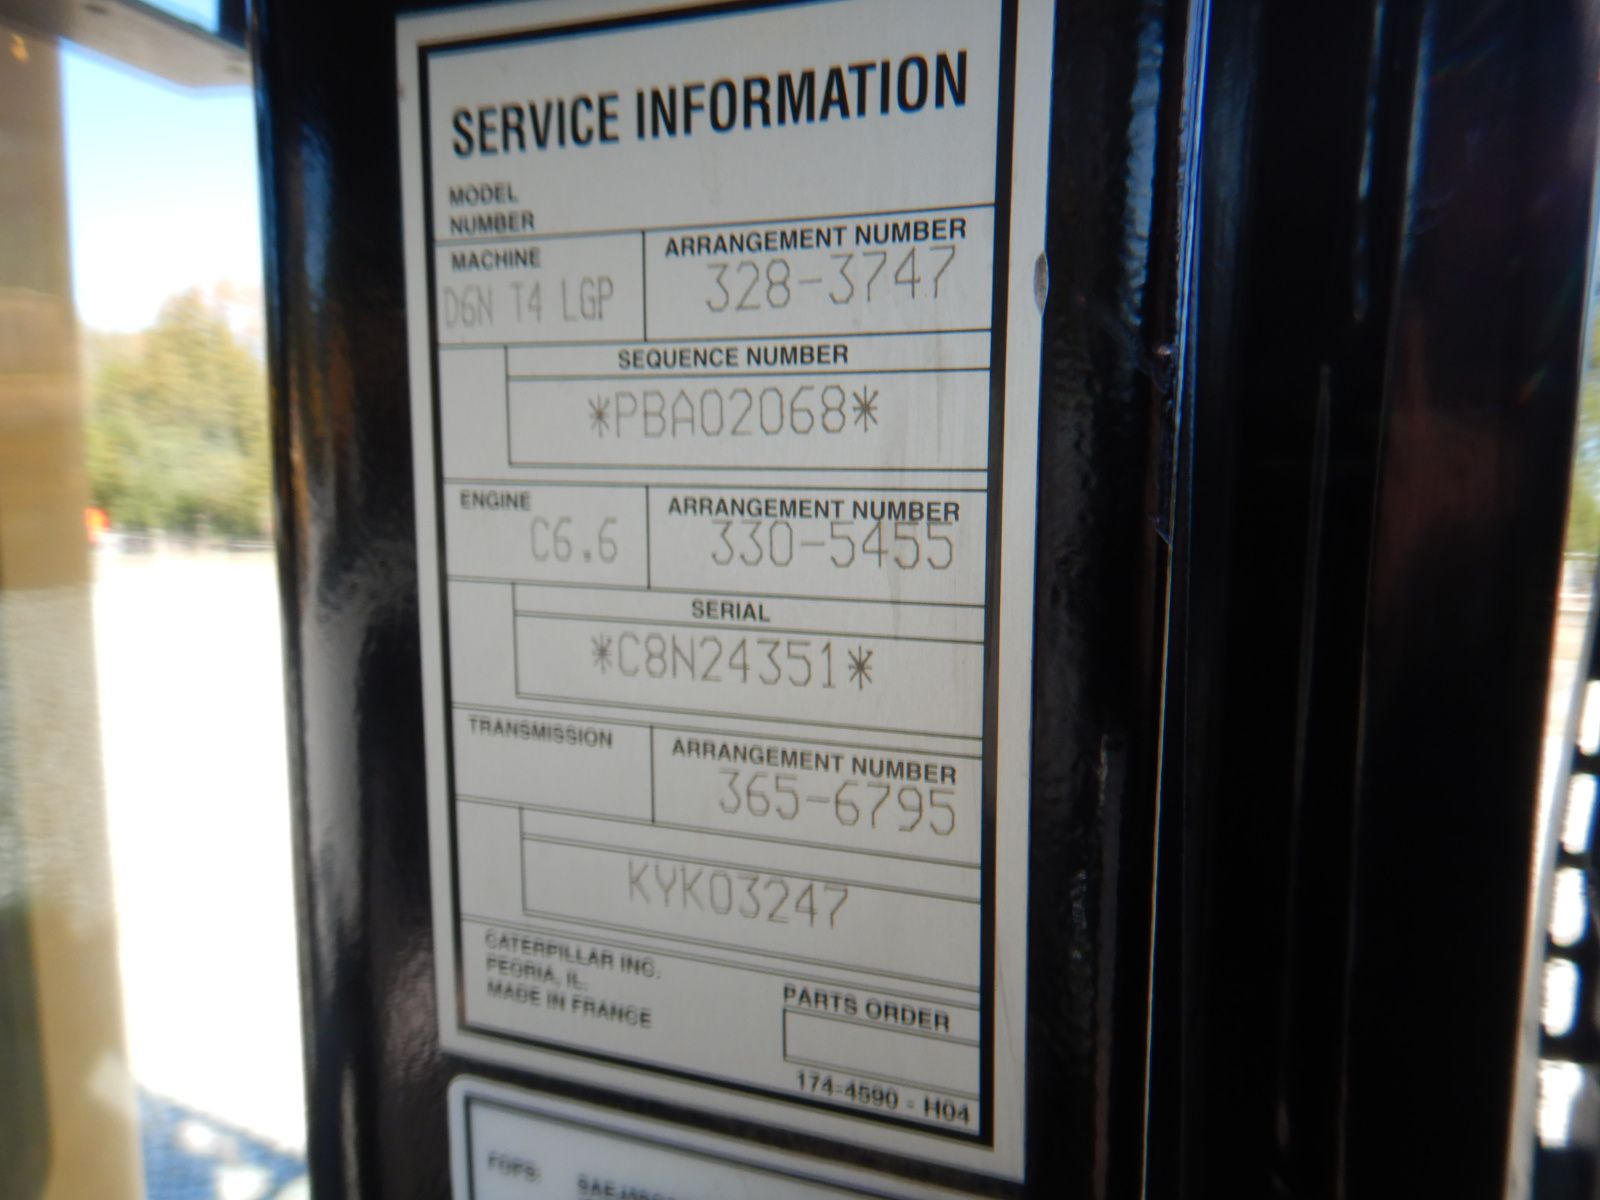 SERVICE INFORMATION
MODEL
NUMBER
MACHINE
D6N T4 LGP
ARRANGEMENT NUMBER
328-3747
SEQUENCE NUMBER
*PBA02068*
ENGINE
C6.6
ARRANGEMENT NUMBER
330-5455
SERIAL
*C8N24351*
TRANSMISSION
ARRANGEMENT NUMBER
365-6795
KYK03247
CATERPILLAR INC.
PEORIA, IL.
MADE IN FRANCE
PARTS ORDER
174-4590 - H04
FOPS: